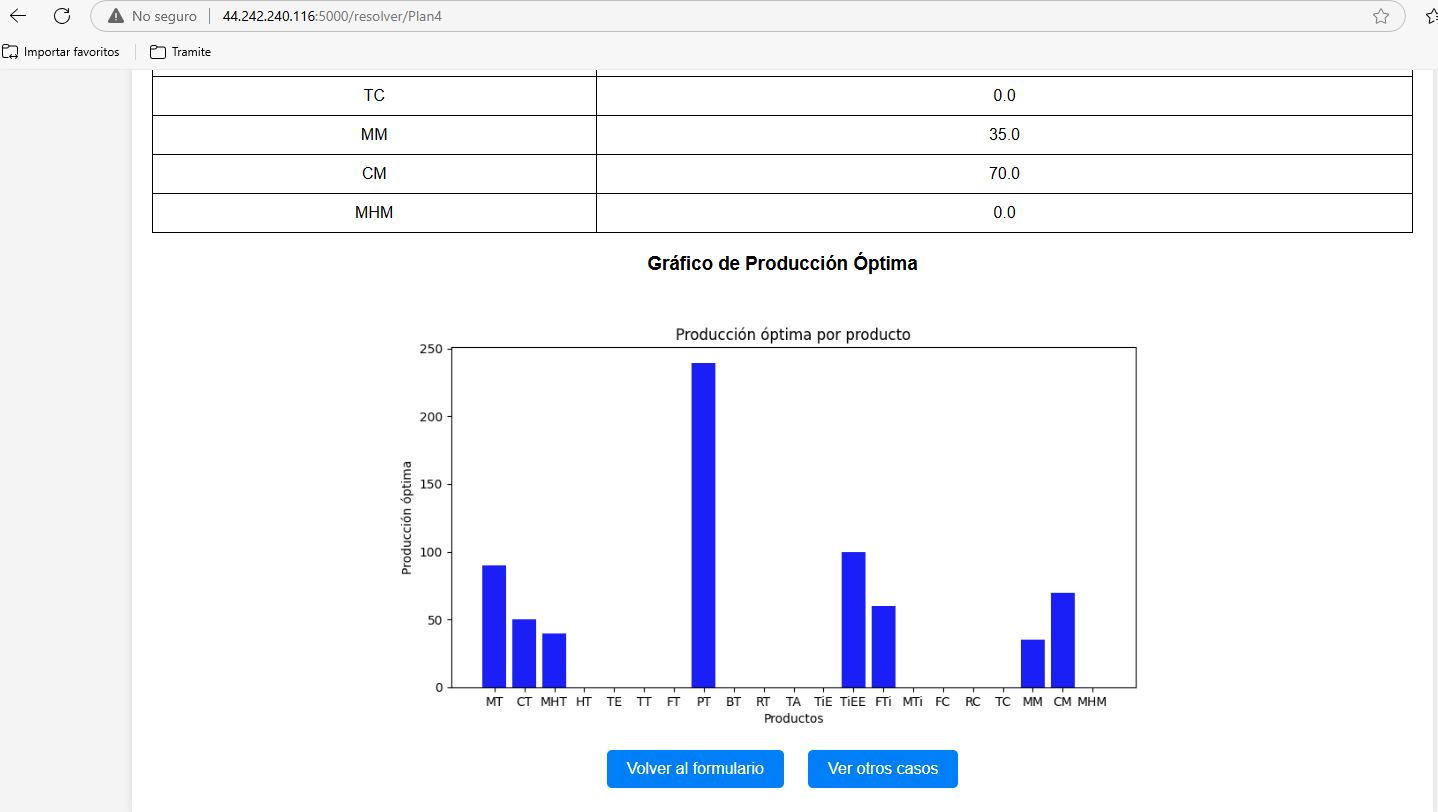 No seguro 44.242.240.116:5000/resolver/Plan4
Importar favoritos Tramite
TC 0.0
MM 35.0
CM 70.0
MHM 0.0
Gráfico de Producción Óptima
Producción óptima por producto
250
200
150
100
50
0
Producción óptima
MT CT MHT HT TE TT FT PT BT RT TA TiE TiEE FTi MTi FC RC TC MM CM MHM
Productos
Volver al formulario Ver otros casos